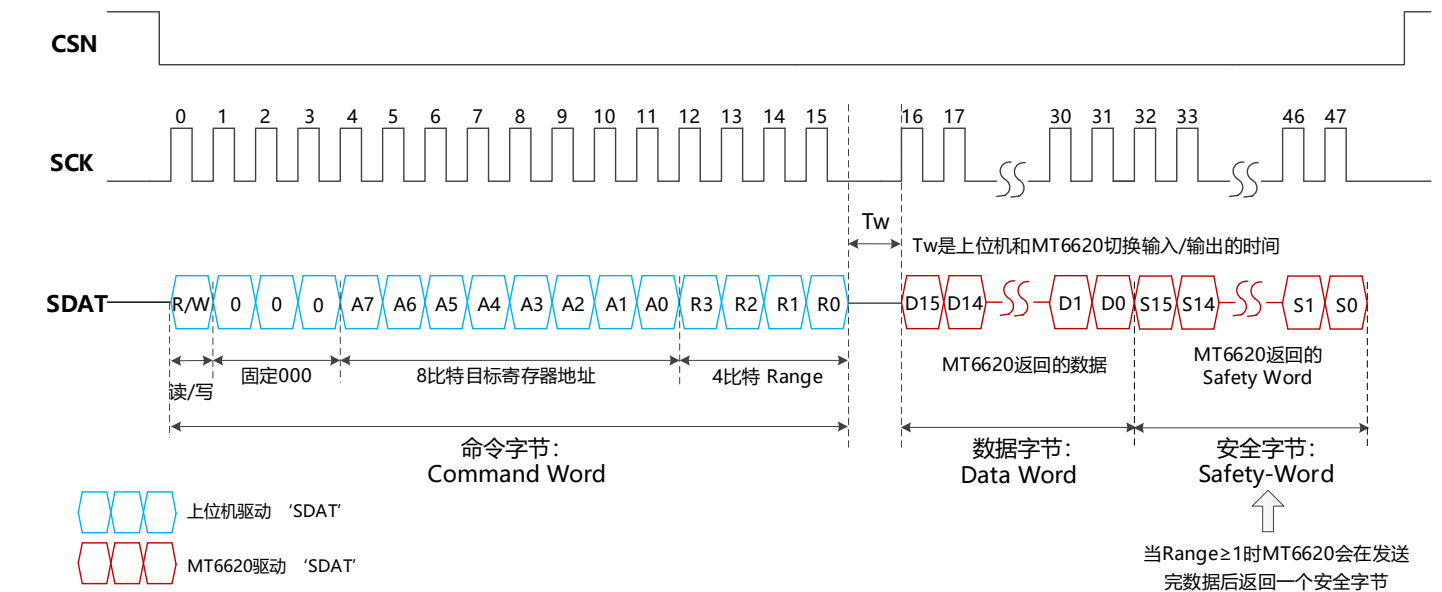 CSN
0 1 2 3 4 5 6 7 8 9 10 11 12 13 14 15 16 17 30 31 32 33 46 47
SCK
Tw
Tw是上位机和MT6620切换输入/输出的时间
SDAT R/W 0 0 0 A7 A6 A5 A4 A3 A2 A1 A0 R3 R2 R1 R0 D15 D14 D1 D0 S15 S14 S1 S0
读/写
固定000
8比特目标寄存器地址
4比特 Range
MT6620返回的数据
MT6620返回的
Safety Word
命令字节：
Command Word
数据字节：
Data Word
安全字节：
Safety-Word
上位机驱动 ‘SDAT’
MT6620驱动 ‘SDAT’
当Range≥1时MT6620会在发送
完数据后返回一个安全字节